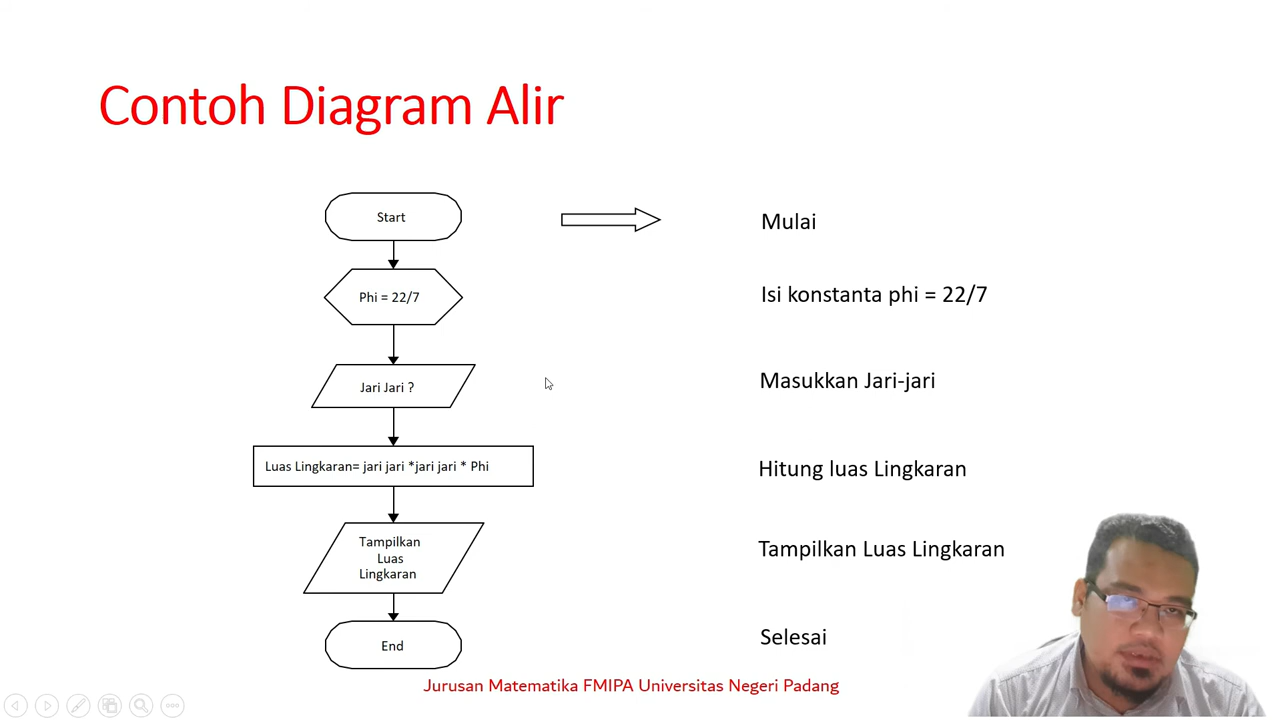 Contoh Diagram Alir
Start
Mulai
Phi = 22/7
Isi konstanta phi = 22/7
Jari Jari ?
Masukkan Jari-jari
Luas Lingkaran= jari jari *jari jari * Phi
Hitung luas Lingkaran
Tampilkan
Luas
Lingkaran
Tampilkan Luas Lingkaran
End
Selesai
Jurusan Matematika FMIPA Universitas Negeri Padang